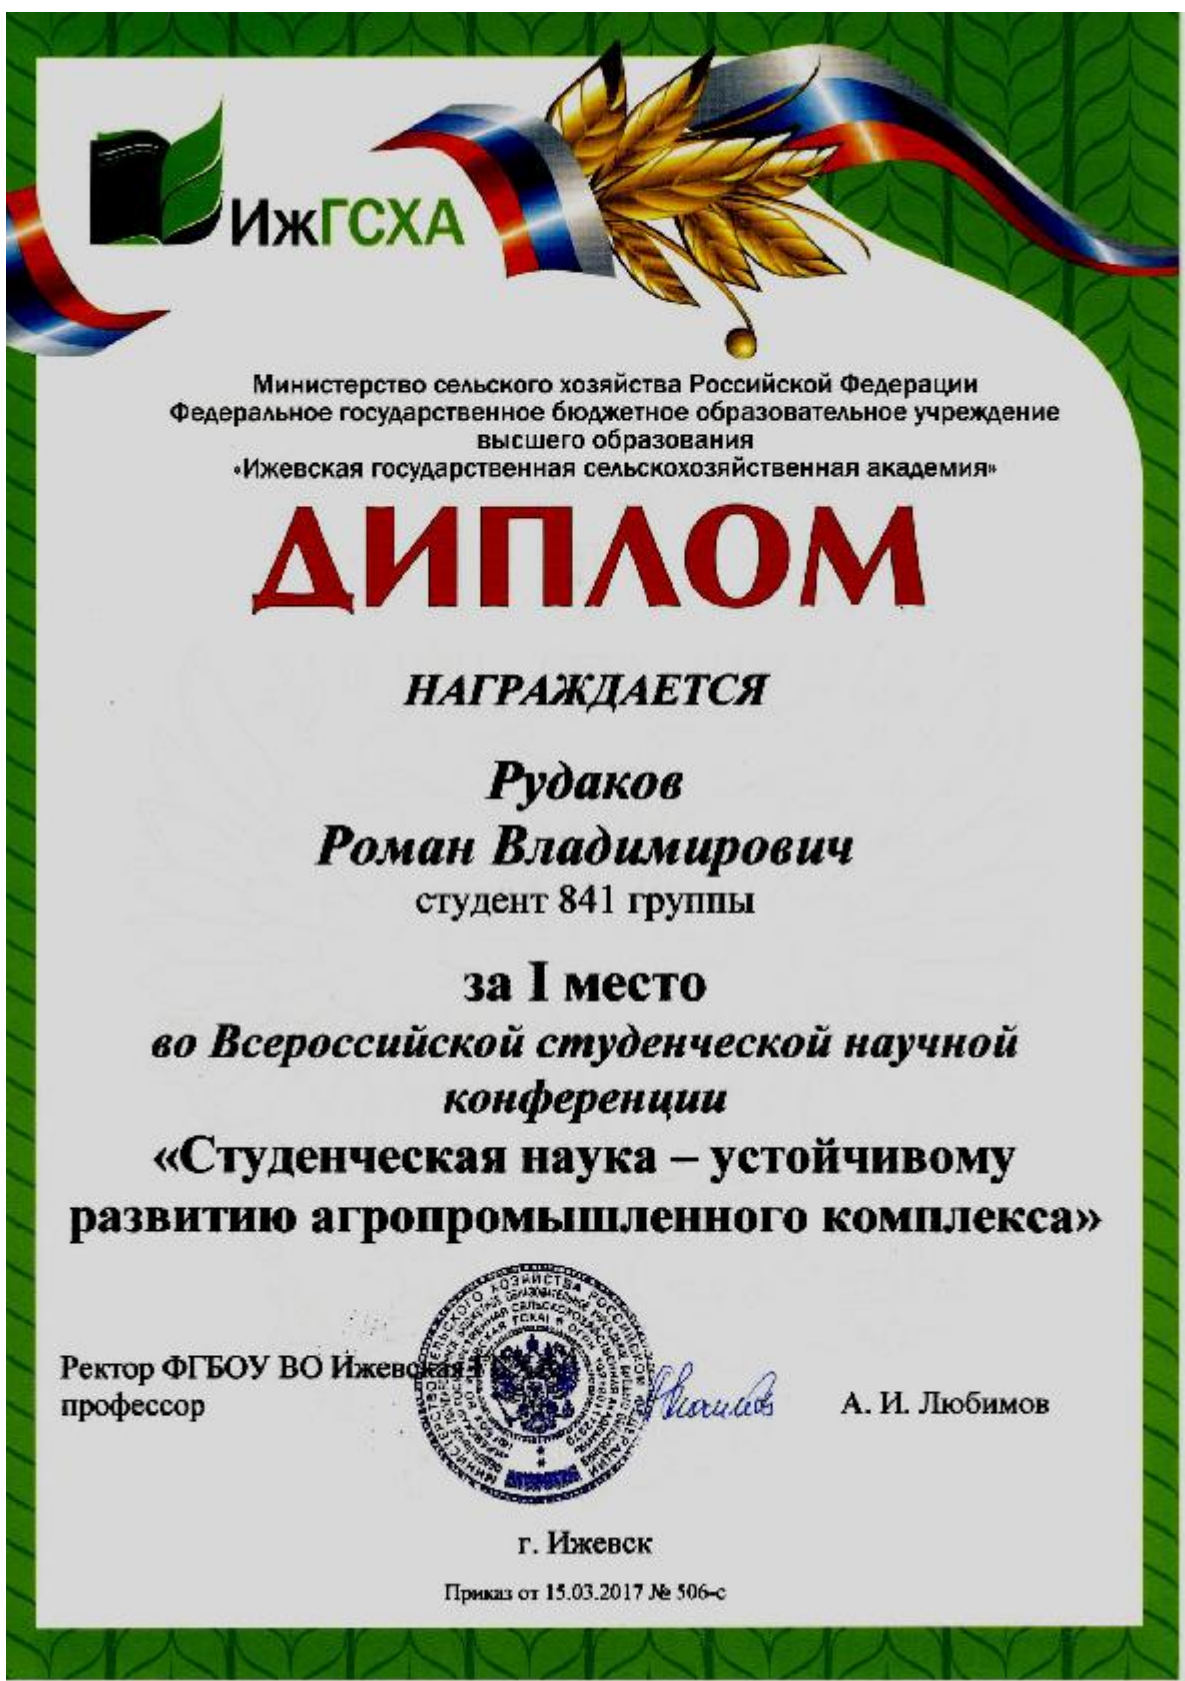 ИжГСХА
Министерство сельского хозяйства Российской Федерации
Федеральное государственное бюджетное образовательное учреждение
высшего образования
«Ижевская государственная сельскохозяйственная академия»
ДИПЛОМ
НАГРАЖДАЕТСЯ
Рудаков
Роман Владимирович
студент 841 группы
за I место
во Всероссийской студенческой научной
конференции
«Студенческая наука – устойчивому
развитию агропромышленного комплекса»
Ректор ФГБОУ ВО Ижевская
профессор
А. И. Любимов
г. Ижевск
Приказ от 15.03.2017 № 506-с